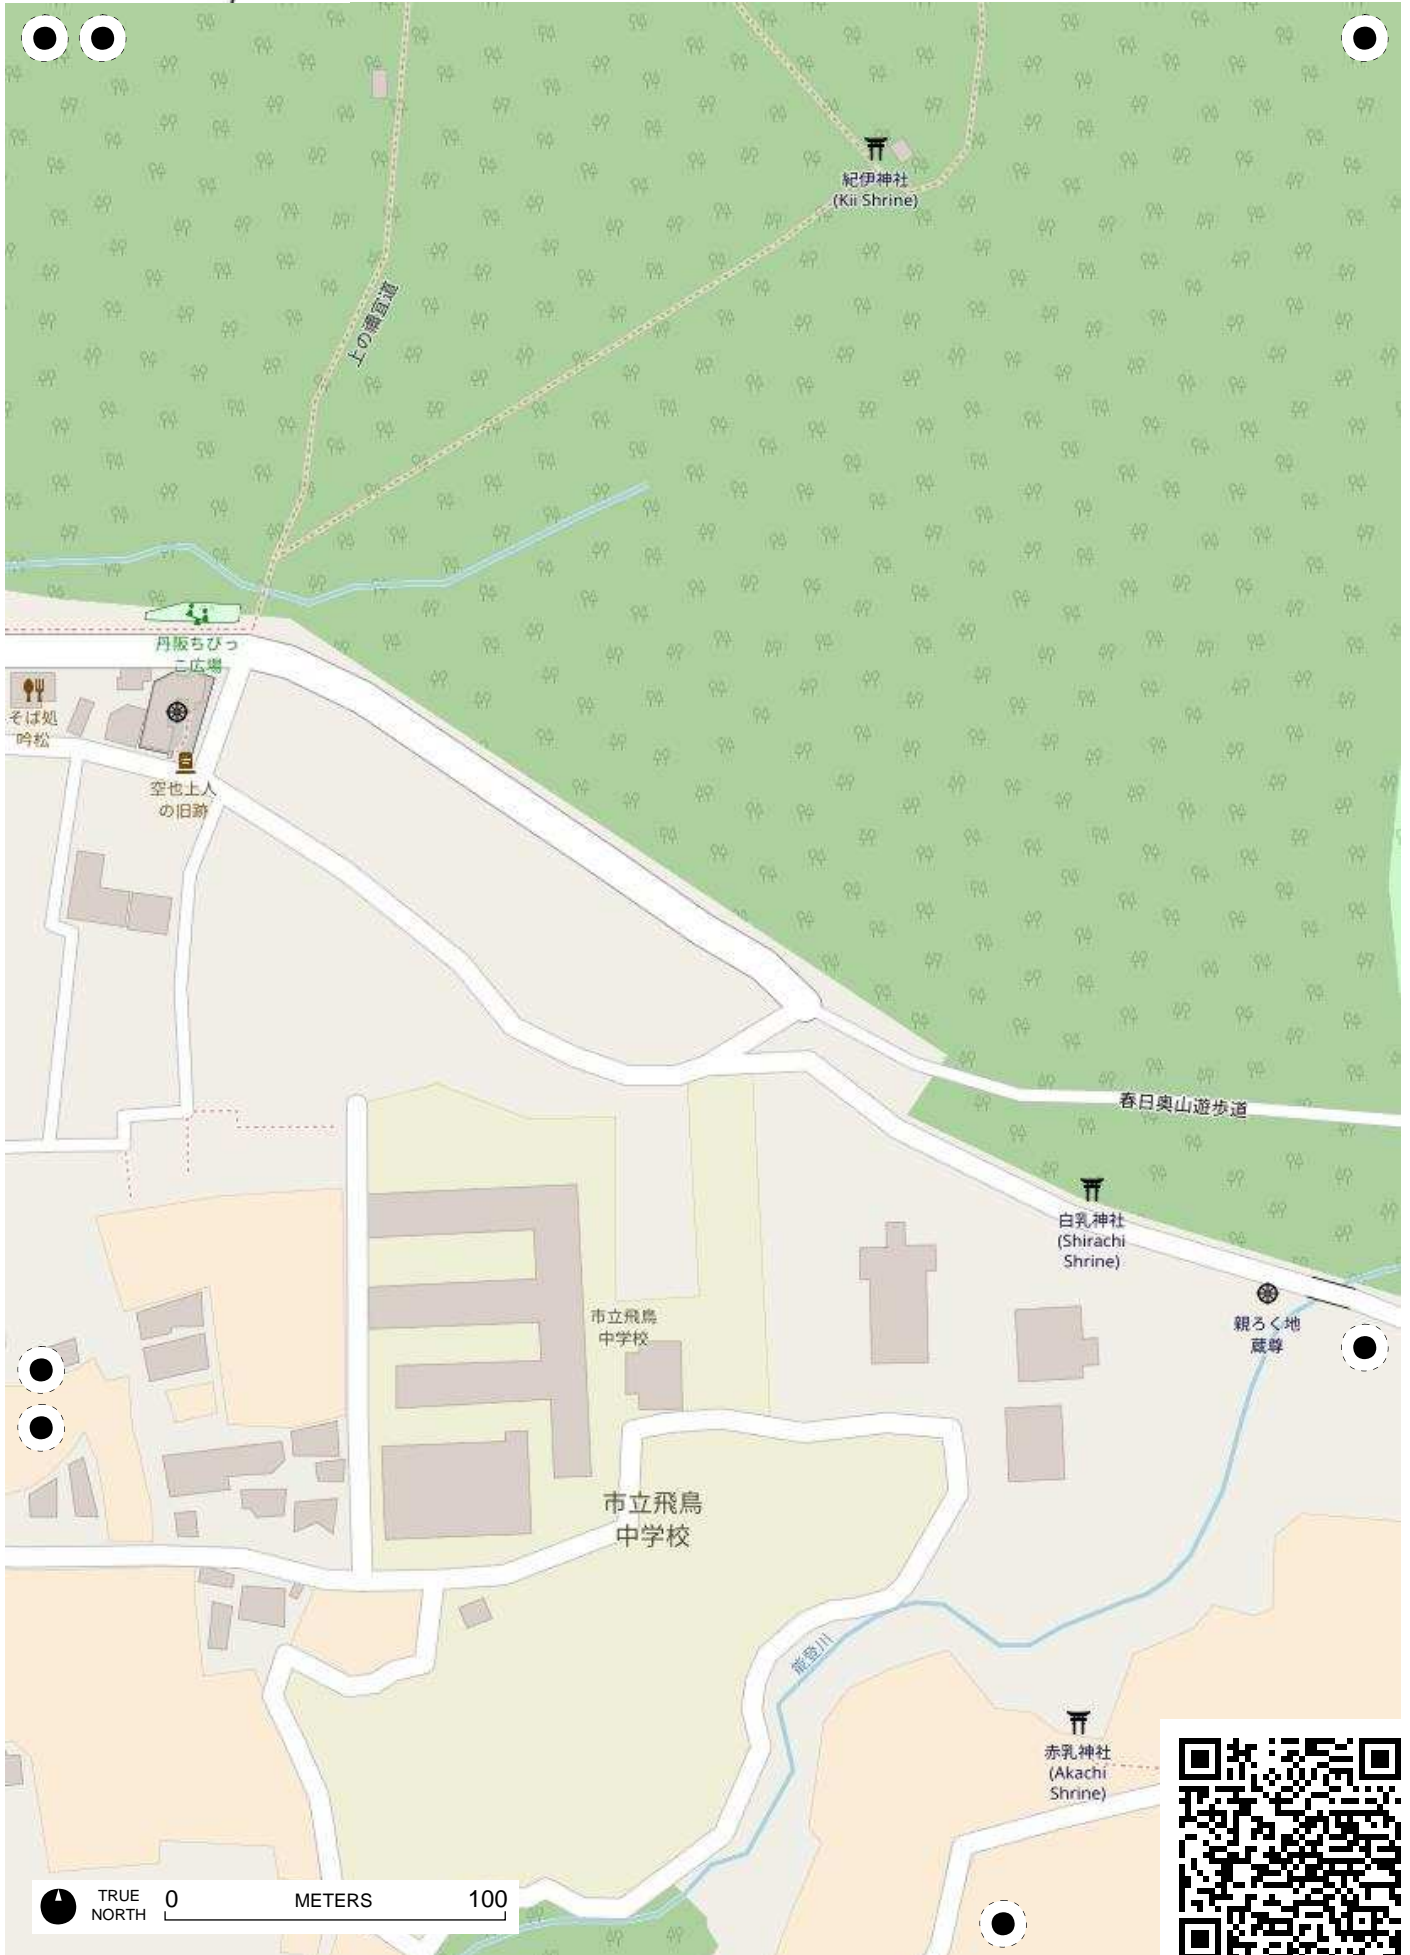 紀伊神社
(Kii Shrine)
上の禰宜道
丹阪ちびっ
こ広場
そば処
吟松
空也上人
の旧跡
春日奥山遊歩道
白乳神社
(Shirachi
Shrine)
市立飛鳥
中学校
親ろく地
蔵尊
市立飛鳥
中学校
能登川
赤乳神社
(Akachi
Shrine)
TRUE
NORTH
0 METERS 100